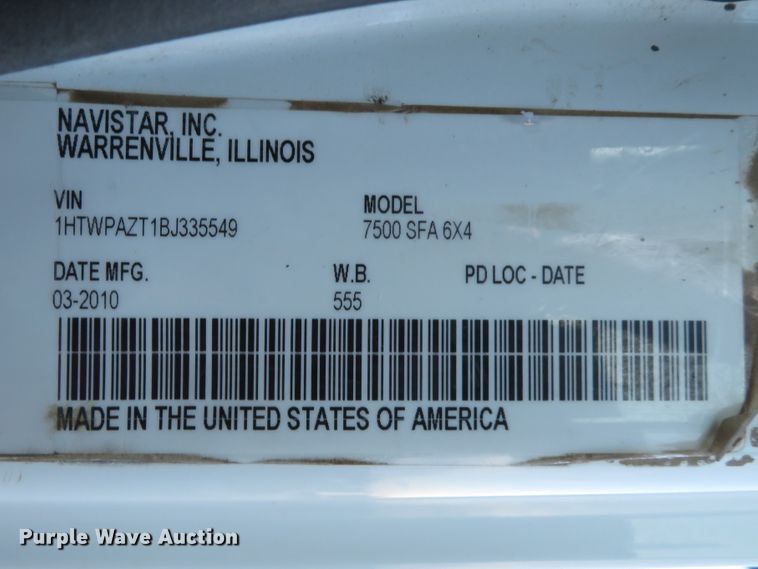 NAVISTAR, INC.
WARRENVILLE, ILLINOIS
VIN MODEL
1HTWPAZT1BJ335549 7500 SFA 6X4
DATE MFG. W.B. PD LOC - DATE
03-2010 555
MADE IN THE UNITED STATES OF AMERICA
Purple Wave Auction